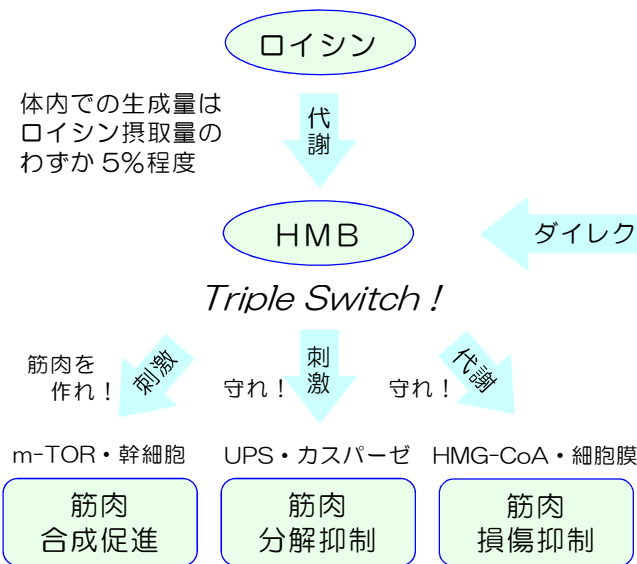 ロイシン
体内での生成量は
ロイシン摂取量の
わずか 5%程度
代
謝
HMB
ダイレク
Triple Switch !
筋肉を
作れ!
刺激
守れ!
刺
激
守れ!
代謝
m-TOR・幹細胞
UPS・カスパーゼ
HMG-CoA・細胞膜
筋肉
合成促進
筋肉
分解抑制
筋肉
損傷抑制